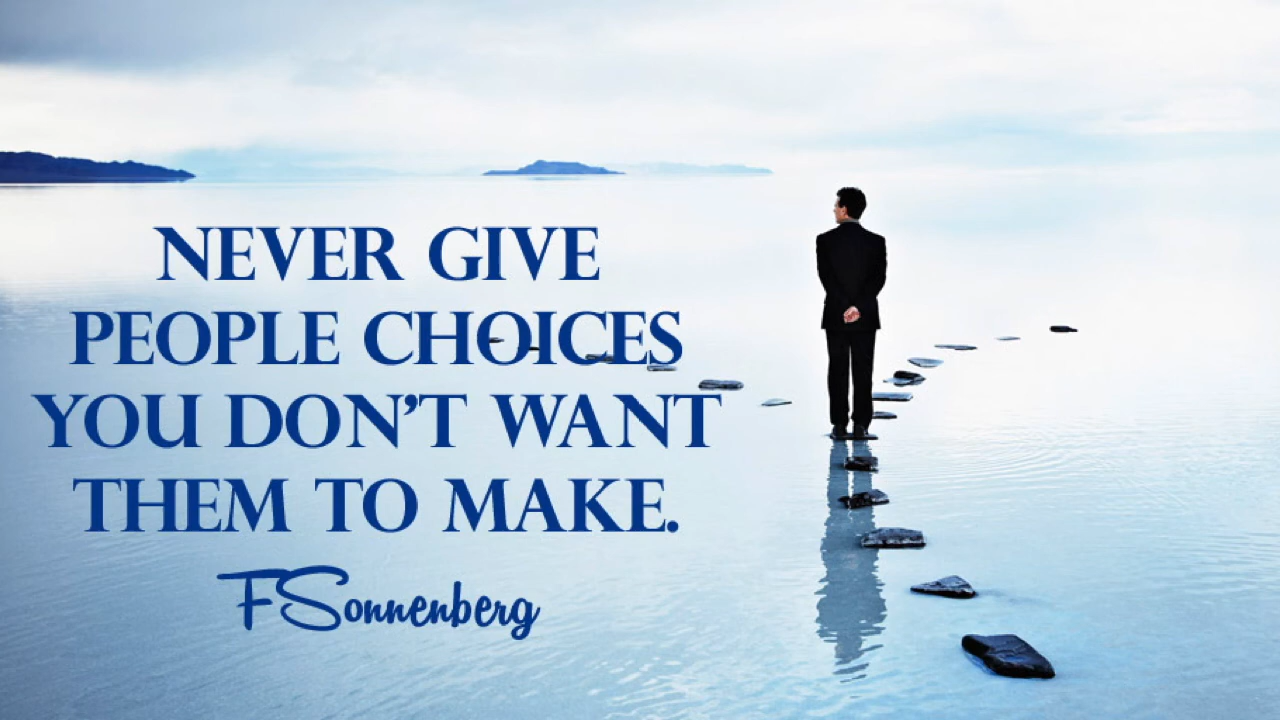 NEVER GIVE
PEOPLE CHOICES
YOU DON'T WANT
THEM TO MAKE.
FSonnenberg